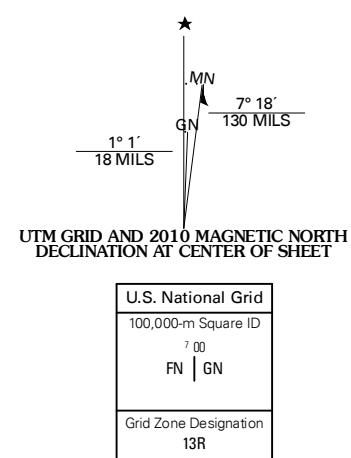 ★
MN
7° 18´
GN
130 MILS
1° 1´
18 MILS
UTM GRID AND 2010 MAGNETIC NORTH
DECLINATION AT CENTER OF SHEET
U.S. National Grid
100,000-m Square ID
7 00
FN | GN
Grid Zone Designation
13R